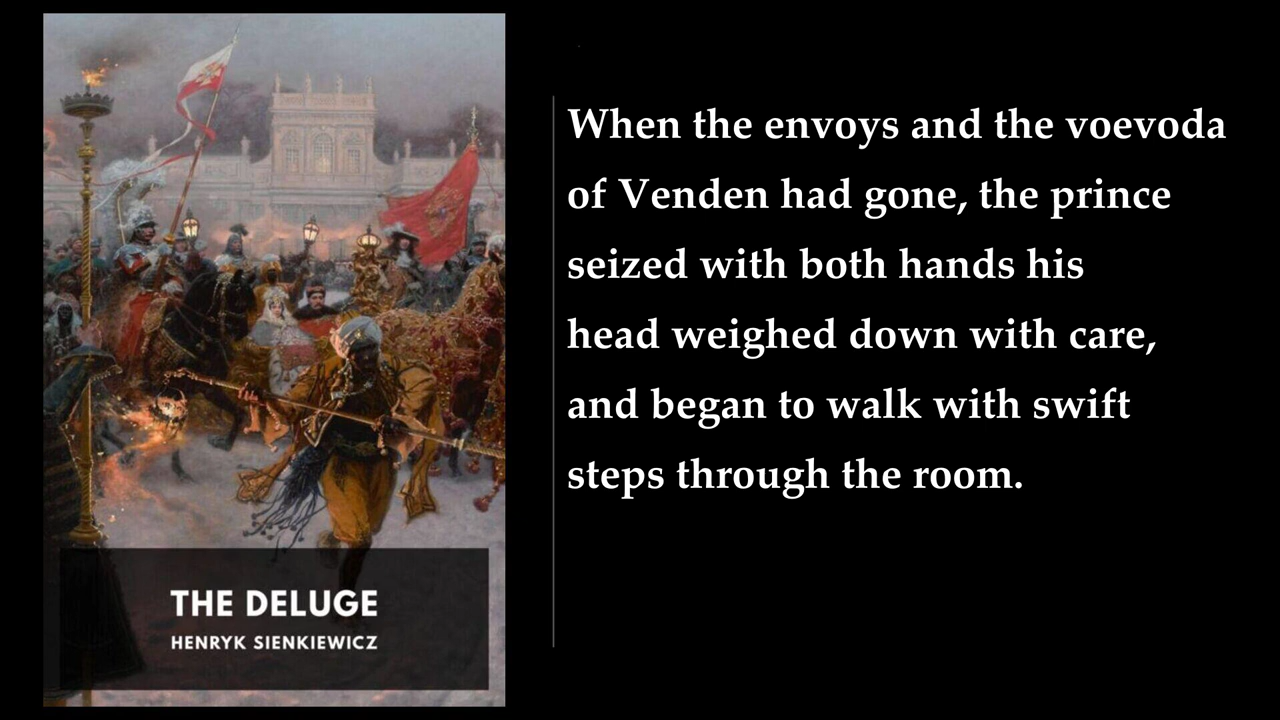 When the envoys and the voevoda
of Venden had gone, the prince
seized with both hands his
head weighed down with care,
and began to walk with swift
steps through the room.
THE DELUGE
HENRYK SIENKIEWICZ